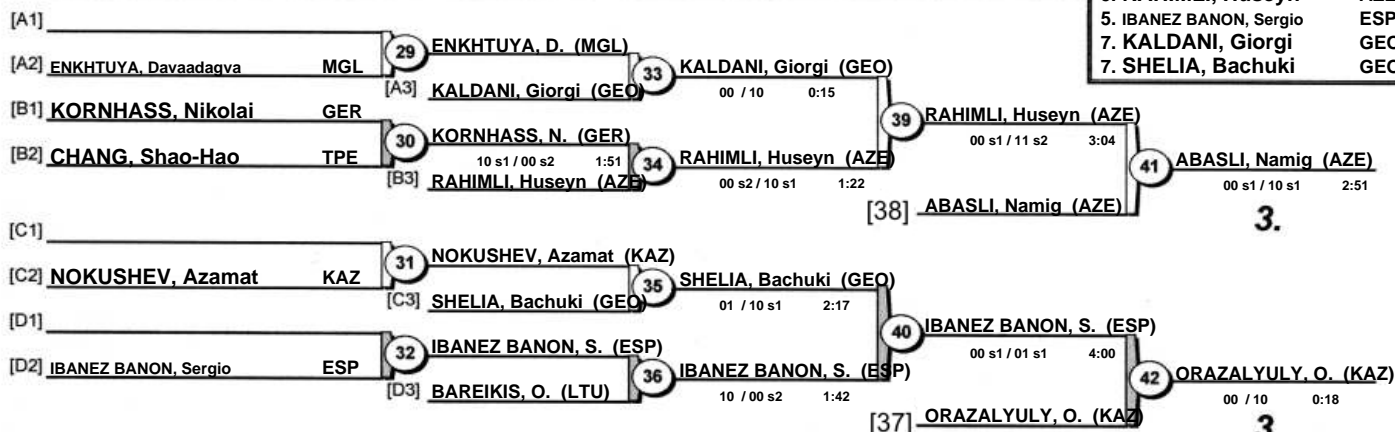 5. IBANEZ BANON, Sergio ESP
7. KALDANI, Giorgi GEO
7. SHELIA, Bachuki GEO
[A1]
[A2] ENKHTUYA, Davaadagva MGL
29
ENKHTUYA, D. (MGL)
[A3] KALDANI, Giorgi (GEO)
33
KALDANI, Giorgi (GEO)
00 / 10 0:15
[B1] KORNHASS, Nikolai GER
[B2] CHANG, Shao-Hao TPE
30
KORNHASS, N. (GER)
10 s1 / 00 s2 1:51
[B3] RAHIMLI, Huseyn (AZE)
34
RAHIMLI, Huseyn (AZE)
00 s2 / 10 s1 1:22
39
RAHIMLI, Huseyn (AZE)
00 s1 / 11 s2 3:04
[38] ABASLI, Namig (AZE)
41
ABASLI, Namig (AZE)
00 s1 / 10 s1 2:51
3.
[C1]
[C2] NOKUSHEV, Azamat KAZ
31
NOKUSHEV, Azamat (KAZ)
[C3] SHELIA, Bachuki (GEO)
35
SHELIA, Bachuki (GEO)
01 / 10 s1 2:17
[D1]
[D2] IBANEZ BANON, Sergio ESP
32
IBANEZ BANON, S. (ESP)
[D3] BAREIKIS, O. (LTU)
36
IBANEZ BANON, S. (ESP)
10 / 00 s2 1:42
40
IBANEZ BANON, S. (ESP)
00 s1 / 01 s1 4:00
[37] ORAZALYULY, O. (KAZ)
42
ORAZALYULY, O. (KAZ)
00 / 10 0:18
3